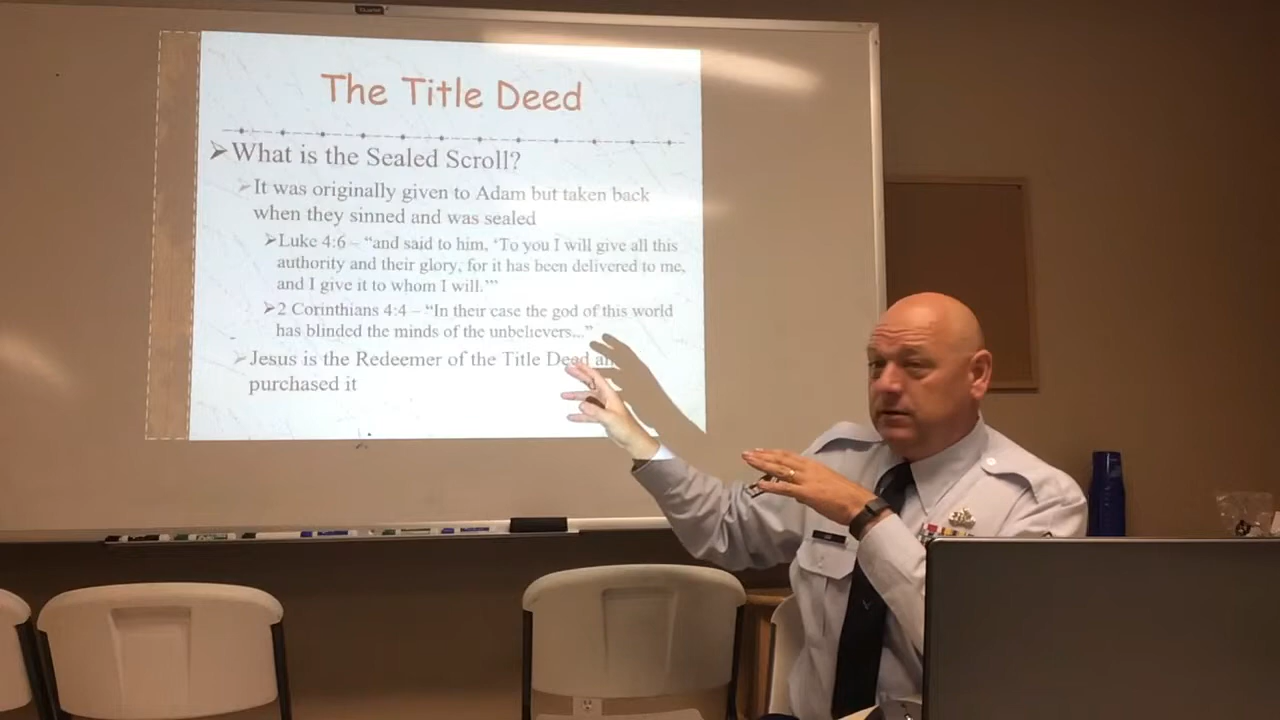 The Title Deed
What is the Sealed Scroll?
It was originally given to Adam but taken back
when they sinned and was sealed
Luke 4:6 – “and said to him, ‘To you I will give all this
authority and their glory, for it has been delivered to me,
and I give it to whom I will.’”
2 Corinthians 4:4 – “In their case the god of this world
has blinded the minds of the unbelievers...”
Jesus is the Redeemer of the Title Deed
purchased it